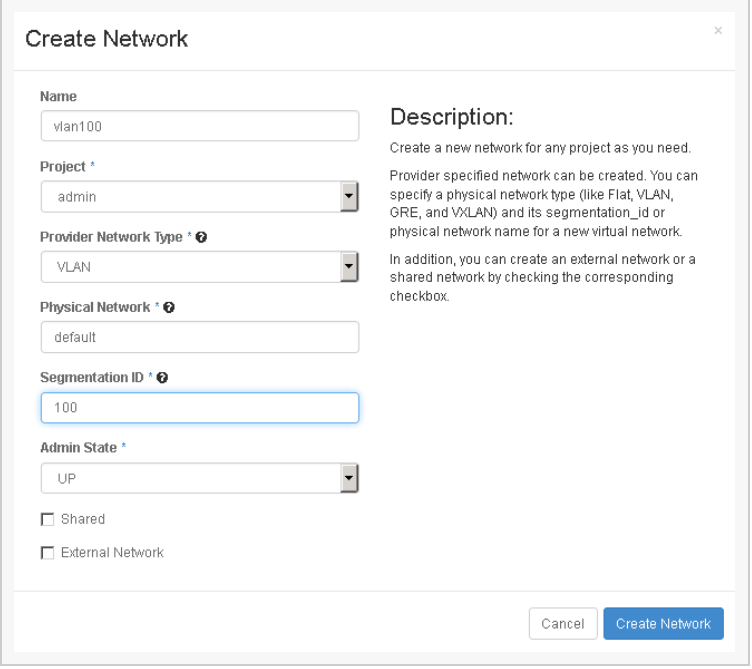 Create Network
×
Name
vlan100
Project *
admin
Provider Network Type *
VLAN
Physical Network *
default
Segmentation ID *
100
Admin State *
UP
Shared
External Network
Description:
Create a new network for any project as you need.
Provider specified network can be created. You can
specify a physical network type (like Flat, VLAN,
GRE, and VXLAN) and its segmentation_id or
physical network name for a new virtual network.
In addition, you can create an external network or a
shared network by checking the corresponding
checkbox.
Cancel
Create Network